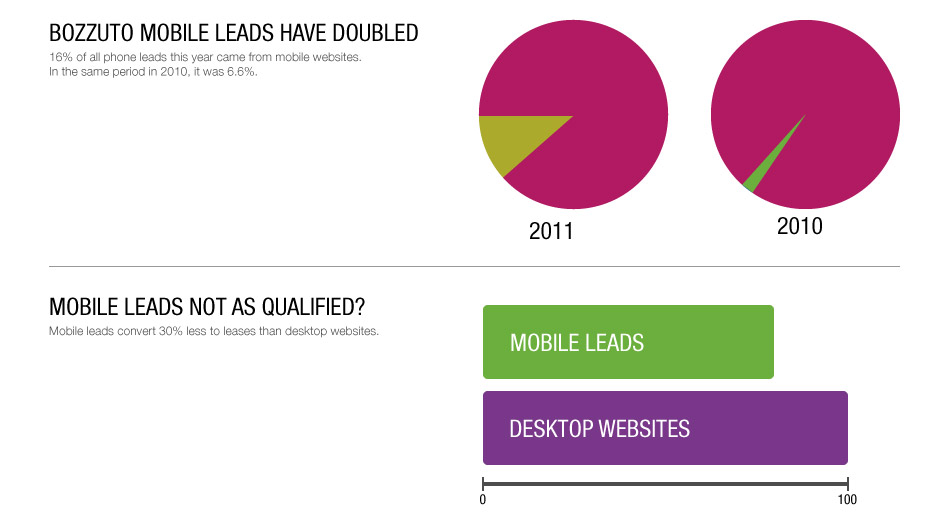 BOZZUTO MOBILE LEADS HAVE DOUBLED
16% of all phone leads this year came from mobile websites.
In the same period in 2010, it was 6.6%.
2011
2010
MOBILE LEADS NOT AS QUALIFIED?
Mobile leads convert 30% less to leases than desktop websites.
MOBILE LEADS
DESKTOP WEBSITES
0
100